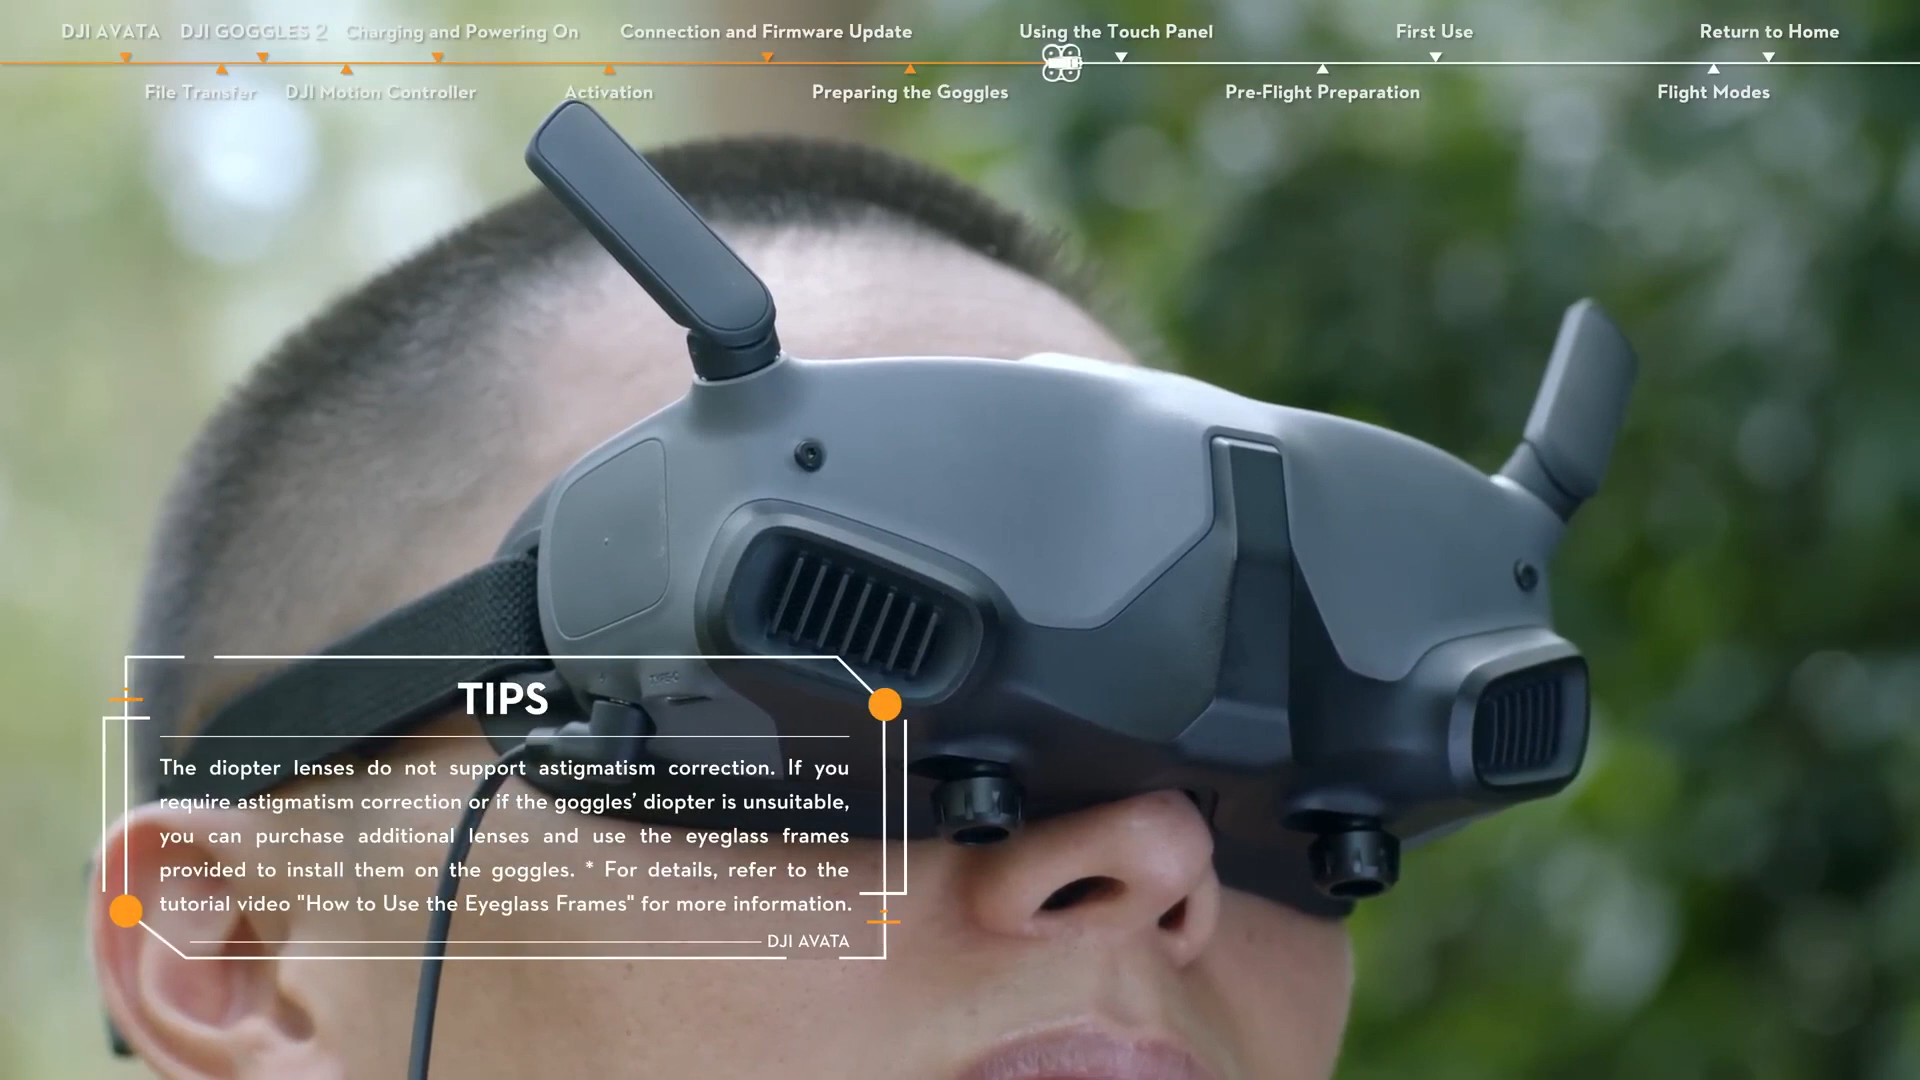 DJI AVATA DJI GOGGLES 2 Charging and Powering On Connection and Firmware Update Using the Touch Panel First Use Return to Home
File Transfer DJI Motion Controller Activation Preparing the Goggles Pre-Flight Preparation Flight Modes
TIPS
The diopter lenses do not support astigmatism correction. If you
require astigmatism correction or if the goggles’ diopter is unsuitable,
you can purchase additional lenses and use the eyeglass frames
provided to install them on the goggles. * For details, refer to the
tutorial video "How to Use the Eyeglass Frames" for more information.
DJI AVATA